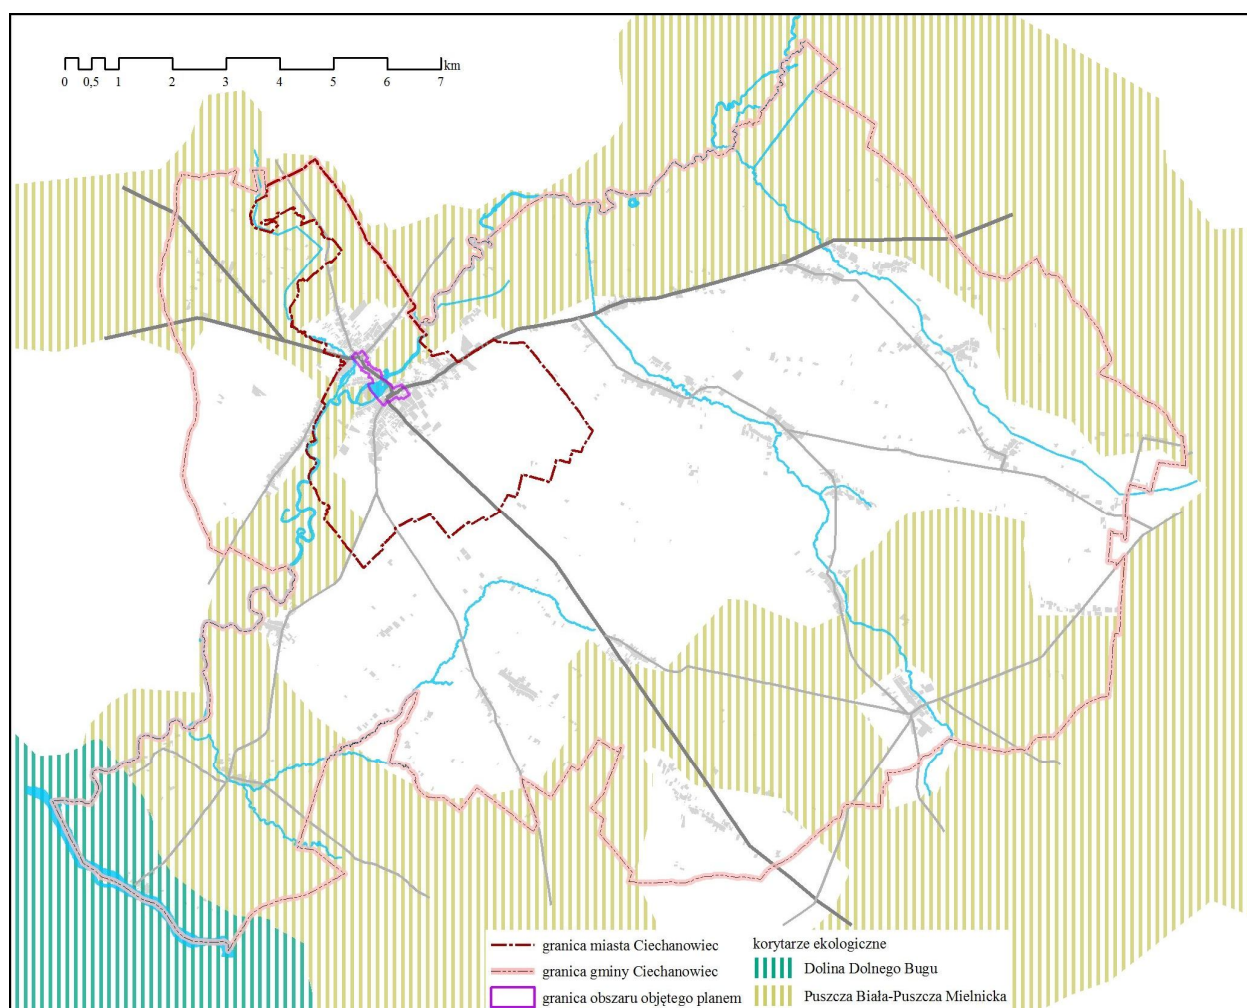 km
0 0,5 1 2 3 4 5 6 7
granica miasta Ciechanowiec
granica gminy Ciechanowiec
granica obszaru objętego planem
korytarze ekologiczne
Dolina Dolnego Bugu
Puszcza Biała-Puszcza Mielnicka